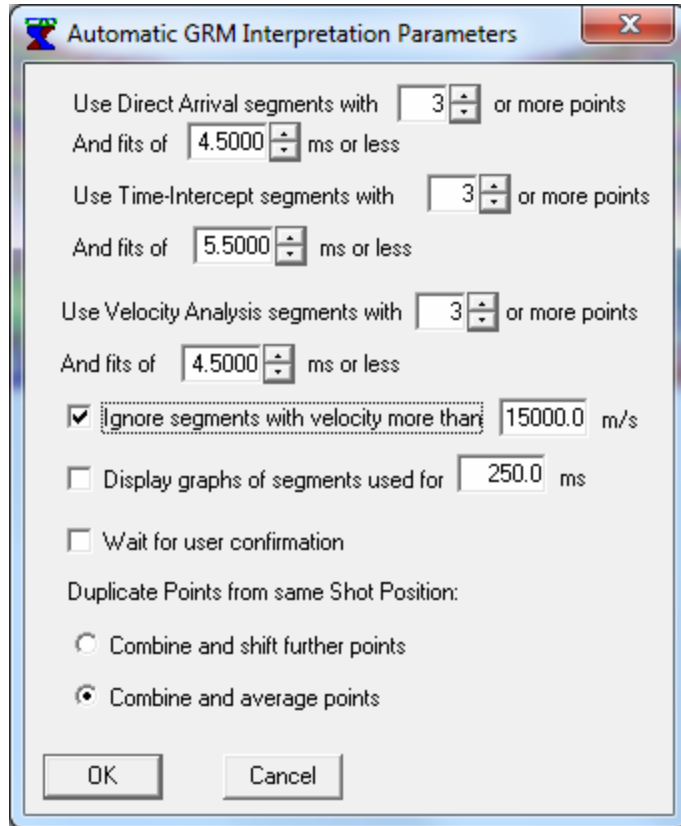 Automatic GRM Interpretation Parameters
Use Direct Arrival segments with 3 or more points
And fits of 4.5000 ms or less
Use Time-Intercept segments with 3 or more points
And fits of 5.5000 ms or less
Use Velocity Analysis segments with 3 or more points
And fits of 4.5000 ms or less
Ignore segments with velocity more than 15000.0 m/s
Display graphs of segments used for 250.0 ms
Wait for user confirmation
Duplicate Points from same Shot Position:
Combine and shift further points
Combine and average points
OK Cancel